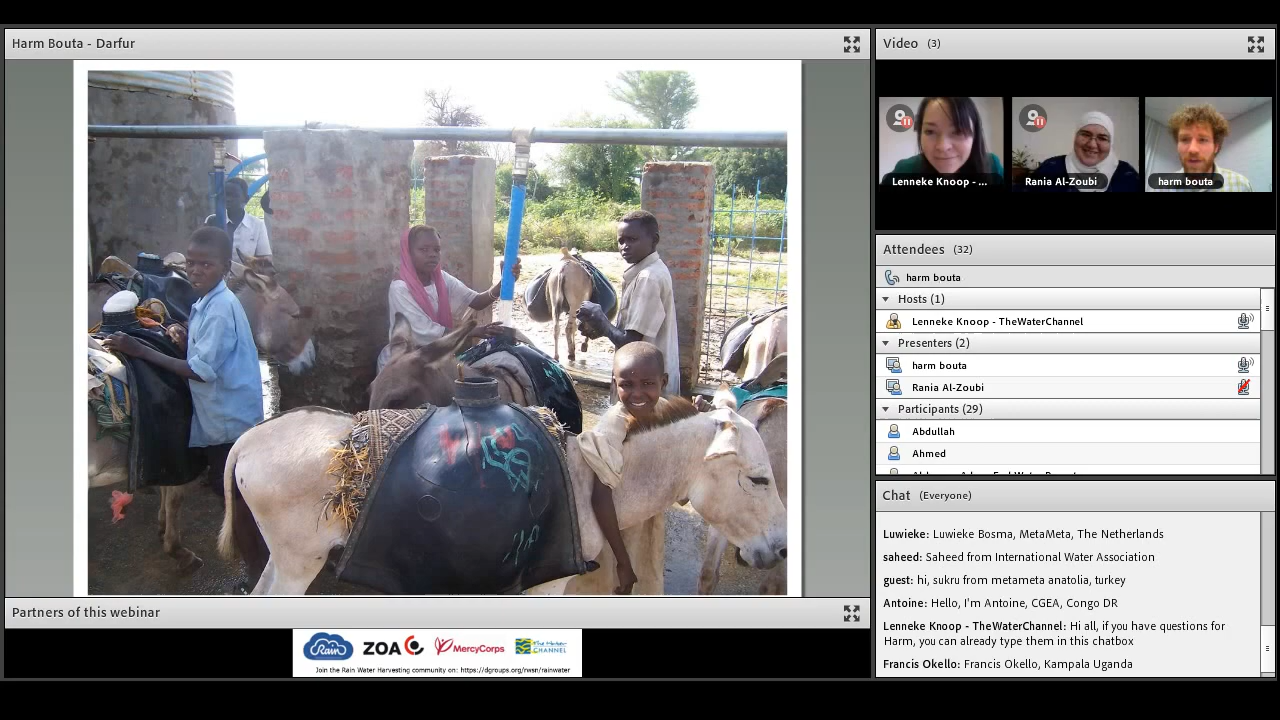 Harm Bouta - Darfur
Partners of this webinar
Rain
ZOA
MercyCorps
The Water
CHANNEL
Join the Rain Water Harvesting community on: https://dgroups.org/rwsn/rainwater
Video (3)
Lenneke Knoop - ...
Rania Al-Zoubi
harm bouta
Attendees (32)
harm bouta
Hosts (1)
Lenneke Knoop - TheWaterChannel
Presenters (2)
harm bouta
Rania Al-Zoubi
Participants (29)
Abdullah
Ahmed
Chat (Everyone)
Luwieke: Luwieke Bosma, MetaMeta, The Netherlands
saheed: Saheed from International Water Association
guest: hi, sukru from metameta anatolia, turkey
Antoine: Hello, I'm Antoine, CGEA, Congo DR
Lenneke Knoop - TheWaterChannel: Hi all, if you have questions for
Harm, you can already type them in this chatbox
Francis Okello: Francis Okello, Kampala Uganda